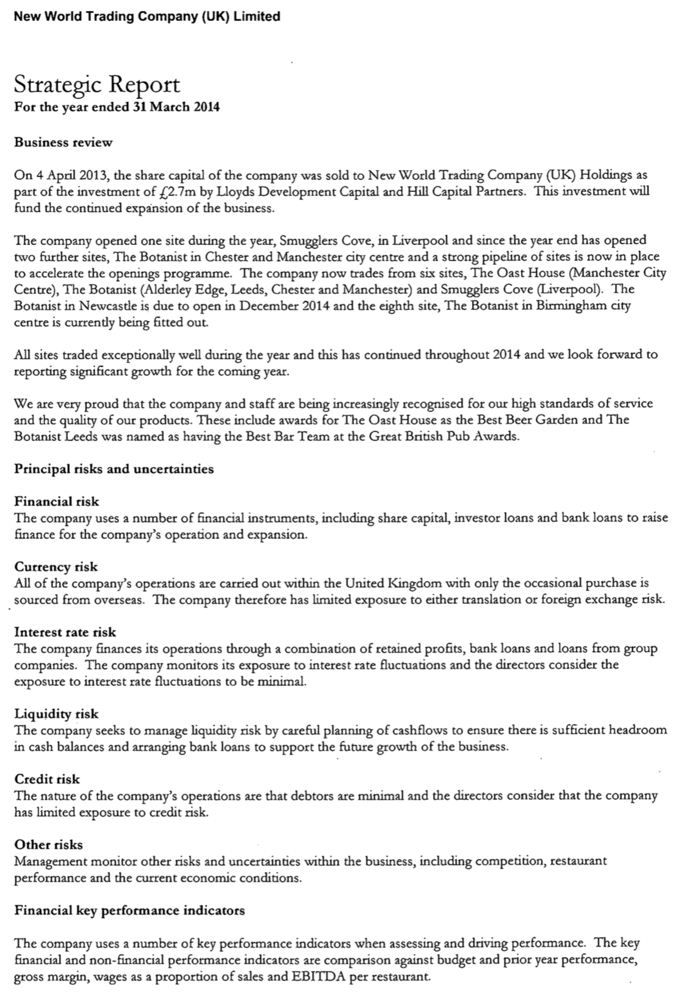 New World Trading Company (UK) Limited
Strategic Report
For the year ended 31 March 2014
Business review
On 4 April 2013, the share capital of the company was sold to New World Trading Company (UK) Holdings as
part of the investment of £2.7m by Lloyds Development Capital and Hill Capital Partners. This investment will
fund the continued expansion of the business.
The company opened one site during the year, Smugglers Cove, in Liverpool and since the year end has opened
two further sites, The Botanist in Chester and Manchester city centre and a strong pipeline of sites is now in place
to accelerate the openings programme. The company now trades from six sites, The Oast House (Manchester City
Centre), The Botanist (Alderley Edge, Leeds, Chester and Manchester) and Smugglers Cove (Liverpool). The
Botanist in Newcastle is due to open in December 2014 and the eighth site, The Botanist in Birmingham city
centre is currently being fitted out.
All sites traded exceptionally well during the year and this has continued throughout 2014 and we look forward to
reporting significant growth for the coming year.
We are very proud that the company and staff are being increasingly recognised for our high standards of service
and the quality of our products. These include awards for The Oast House as the Best Beer Garden and The
Botanist Leeds was named as having the Best Bar Team at the Great British Pub Awards.
Principal risks and uncertainties
Financial risk
The company uses a number of financial instruments, including share capital, investor loans and bank loans to raise
finance for the company's operation and expansion.
Currency risk
All of the company's operations are carried out within the United Kingdom with only the occasional purchase is
sourced from overseas. The company therefore has limited exposure to either translation or foreign exchange risk.
Interest rate risk
The company finances its operations through a combination of retained profits, bank loans and loans from group
companies. The company monitors its exposure to interest rate fluctuations and the directors consider the
exposure to interest rate fluctuations to be minimal.
Liquidity risk
The company seeks to manage liquidity risk by careful planning of cashflows to ensure there is sufficient headroom
in cash balances and arranging bank loans to support the future growth of the business.
Credit risk
The nature of the company's operations are that debtors are minimal and the directors consider that the company
has limited exposure to credit risk.
Other risks
Management monitor other risks and uncertainties within the business, including competition, restaurant
performance and the current economic conditions.
Financial key performance indicators
The company uses a number of key performance indicators when assessing and driving performance. The key
financial and non-financial performance indicators are comparison against budget and prior year performance,
gross margin, wages as a proportion of sales and EBITDA per restaurant.